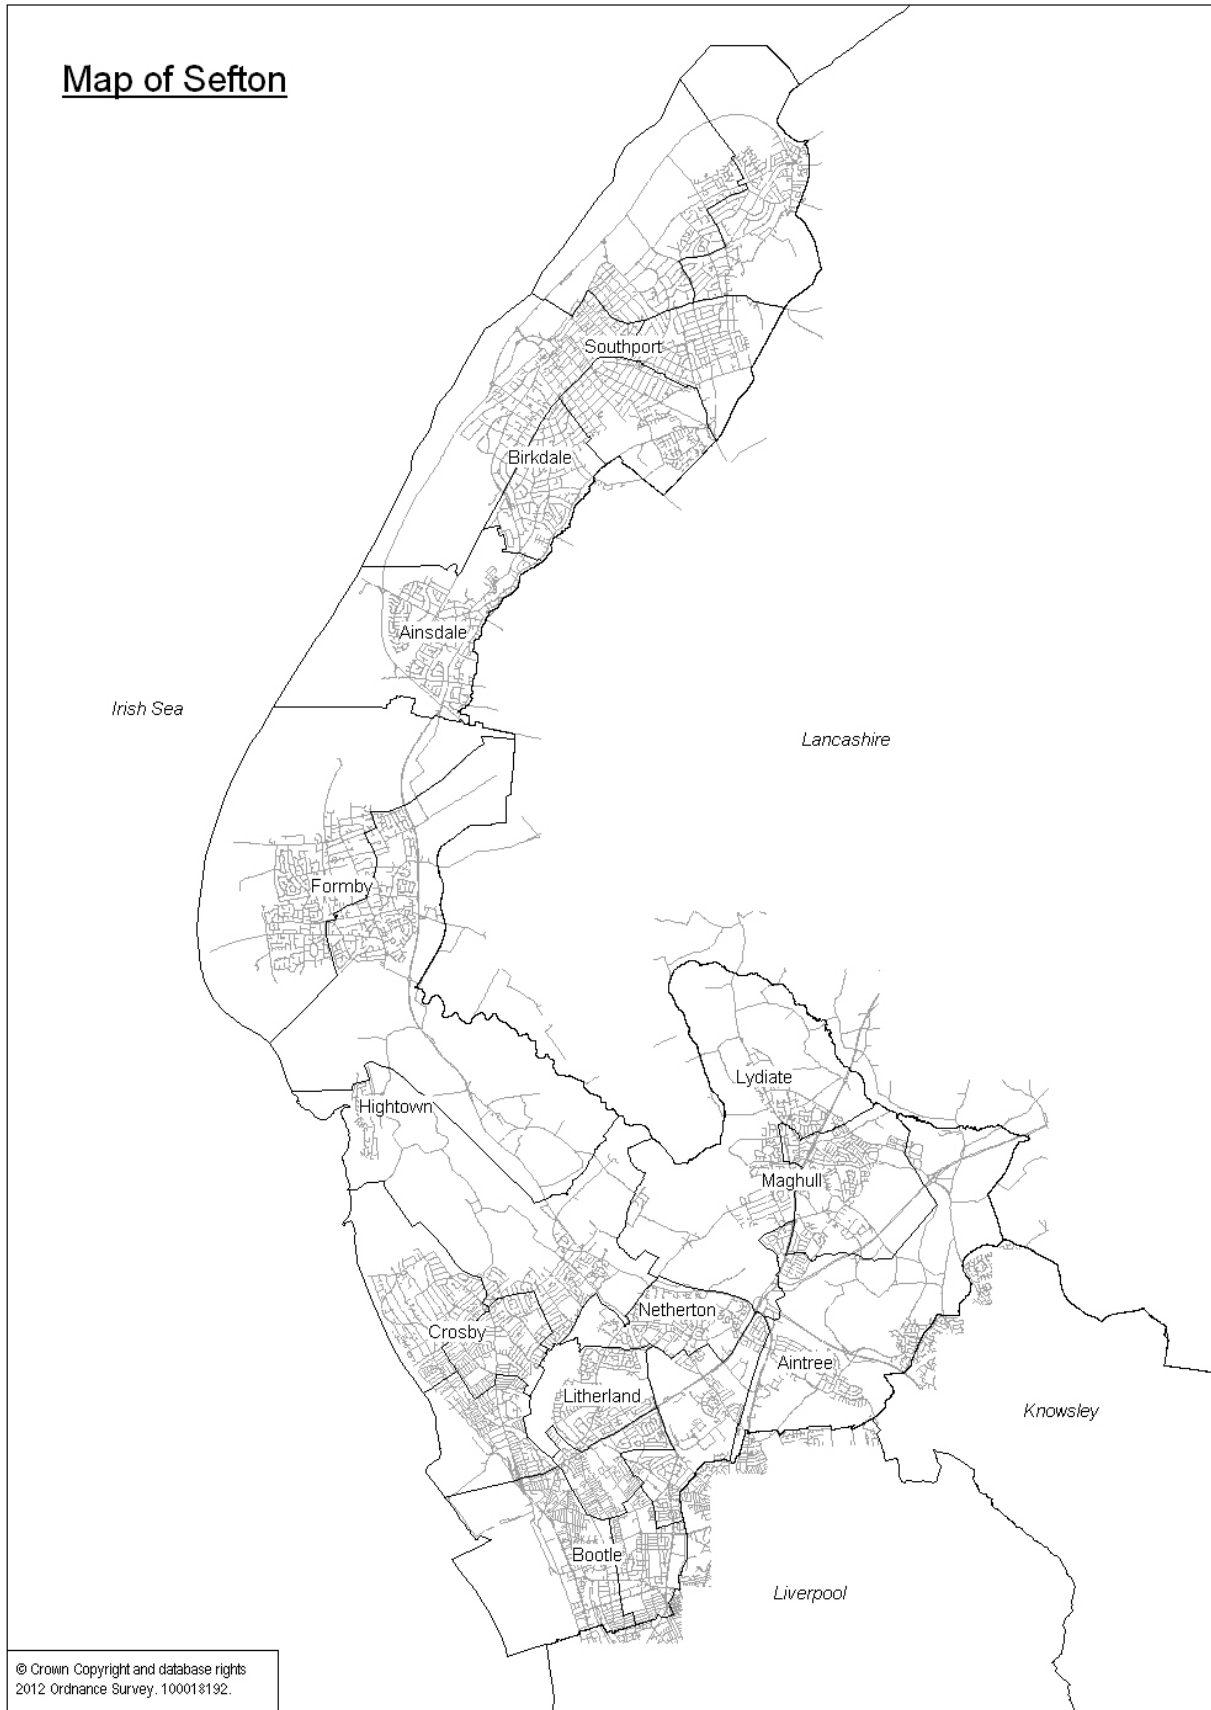 Map of Sefton
Southport
Birkdale
Ainsdale
Irish Sea
Lancashire
Formby
Lydiate
Hightown
Maghull
Netherton
Crosby
Aintree
Litherland
Knowsley
Bootle
Liverpool
© Crown Copyright and database rights
2012 Ordnance Survey. 100018192.